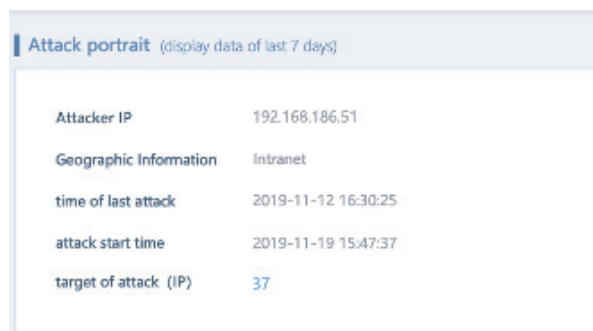 Attack portrait (display data of last 7 days)
Attacker IP 192.168.186.51
Geographic Information Intranet
time of last attack 2019-11-12 16:30:25
attack start time 2019-11-19 15:47:37
target of attack (IP) 37